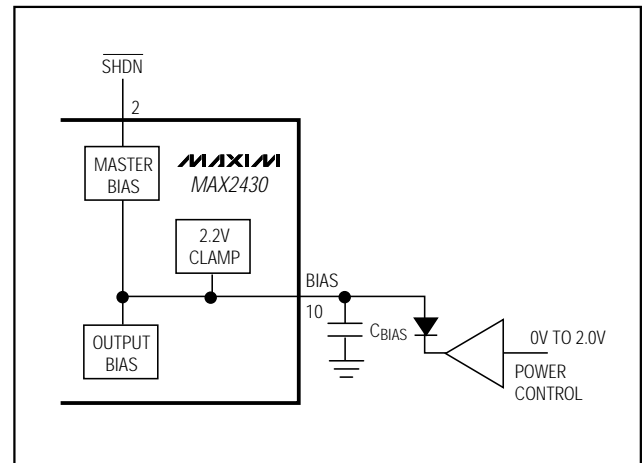 SHDN
2
MASTER
BIAS
MAXIM
MAX2430
2.2V
CLAMP
BIAS
10
CBIAS
OUTPUT
BIAS
0V TO 2.0V
POWER
CONTROL